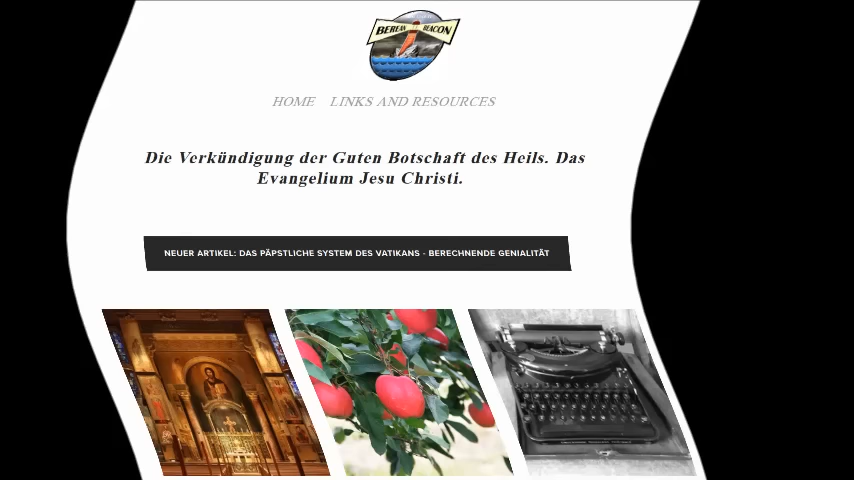 BEREAN BEACON
HOME LINKS AND RESOURCES
Die Verkündigung der Guten Botschaft des Heils. Das
Evangelium Jesu Christi.
NEUER ARTIKEL: DAS PÄPSTLICHE SYSTEM DES VATIKANS - BERECHNENDE GENIALITÄT